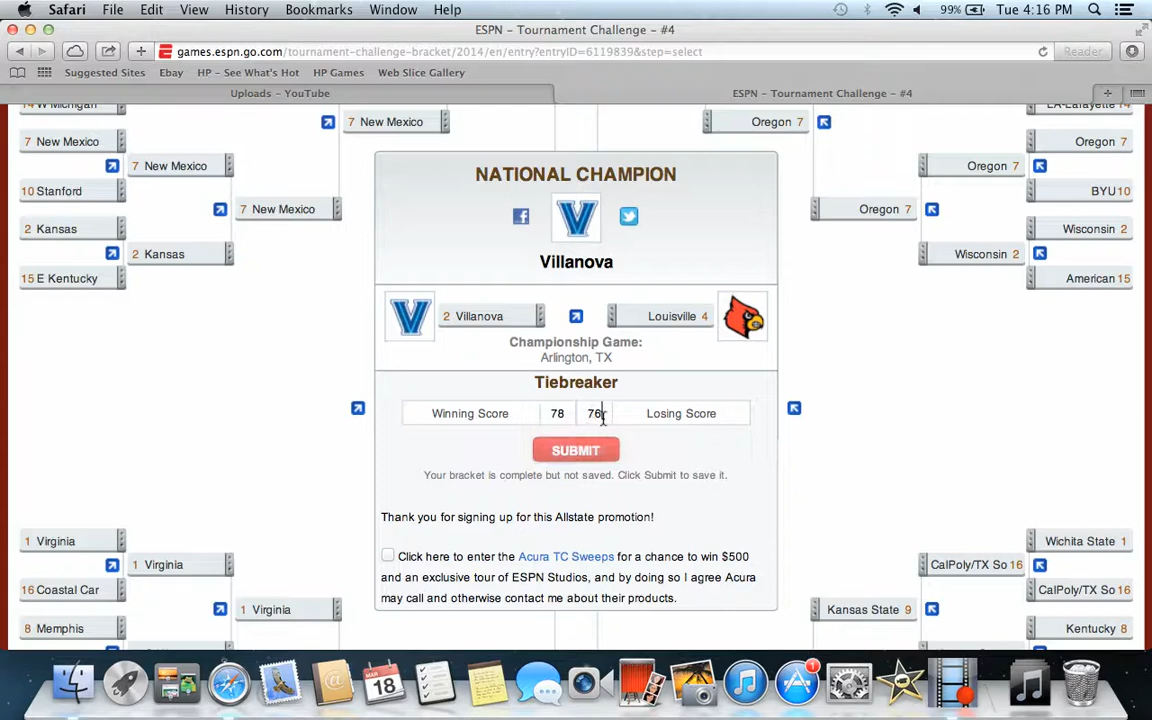 Safari File Edit View History Bookmarks Window Help 99% Tue 4:16 PM
ESPN - Tournament Challenge - #4
games.espn.go.com/tournament-challenge-bracket/2014/en/entry?entryID=6119839&step=select Reader
Suggested Sites Ebay HP - See What's Hot HP Games Web Slice Gallery
Uploads - YouTube ESPN - Tournament Challenge - #4
14 W Michigan LA-Lafayette 14
7 New Mexico Oregon 7
7 New Mexico Oregon 7
7 New Mexico Oregon 7
10 Stanford BYU 10
7 New Mexico Oregon 7
2 Kansas Wisconsin 2
2 Kansas Wisconsin 2
15 E Kentucky American 15
NATIONAL CHAMPION
f V
Villanova
V 2 Villanova Louisville 4
Championship Game:
Arlington, TX
Tiebreaker
Winning Score 78 76 Losing Score
SUBMIT
Your bracket is complete but not saved. Click Submit to save it.
Thank you for signing up for this Allstate promotion!
Click here to enter the Acura TC Sweeps for a chance to win $500
and an exclusive tour of ESPN Studios, and by doing so I agree Acura
may call and otherwise contact me about their products.
1 Virginia Wichita State 1
1 Virginia CalPoly/TX So 16
16 Coastal Car CalPoly/TX So 16
1 Virginia Kansas State 9
8 Memphis Kentucky 8
MAR
18
1